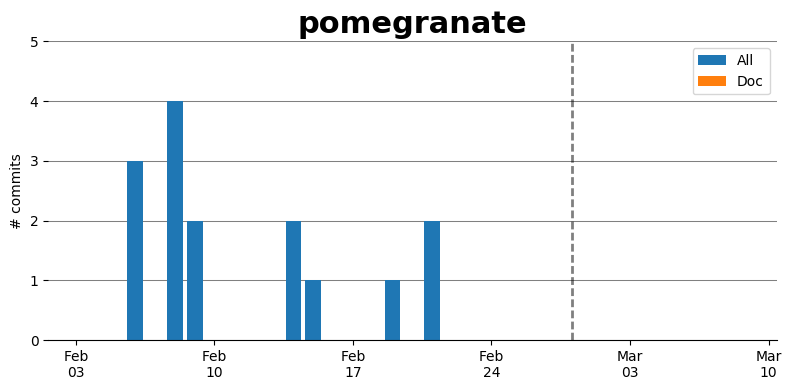 pomegranate
All
Doc
# commits
5
4
3
2
1
0
Feb
03
Feb
10
Feb
17
Feb
24
Mar
03
Mar
10